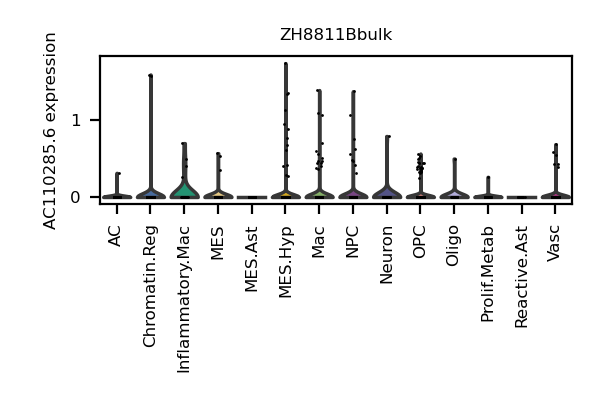 ZH8811Bbulk
AC110285.6 expression
1
0
AC
Chromatin.Reg
Inflammatory.Mac
MES
MES.Ast
MES.Hyp
Mac
NPC
Neuron
OPC
Oligo
Prolif.Metab
Reactive.Ast
Vasc